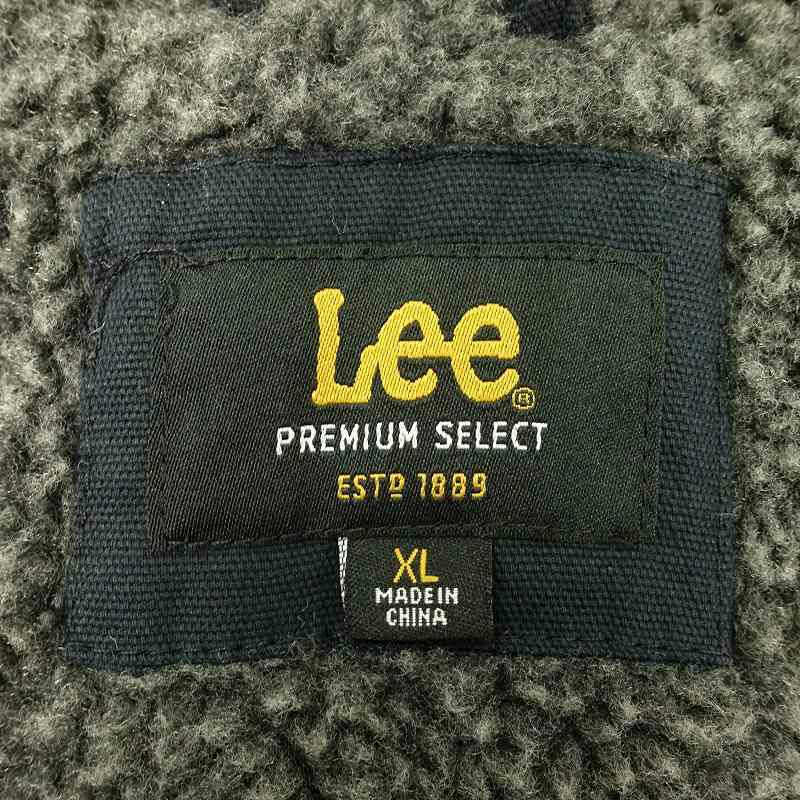 Lee®
PREMIUM SELECT
ESTD 1889
XL
MADE IN
CHINA